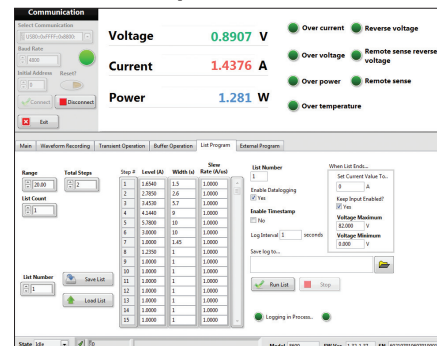 Communication
Select Communication
Baud Rate
4800
Initial Address Reset?
0
Connect Disconnect
Exit
Voltage 0.8907 V
Current 1.4376 A
Power 1.281 W
Over current Reverse voltage
Over voltage Remote sense reverse voltage
Over power Remote sense
Over temperature
Main Waveform Recording Transient Operation Buffer Operation List Program External Program
Range Total Steps
20.00 2
List Count
1
List Number
1
Save List
Load List
Step # Level (A) Width (s) Slew Rate (A/us)
1 1.6540 1.5 1.0000
2 2.7850 2.6 1.0000
3 3.4530 5.7 1.0000
4 4.1440 9 1.0000
5 5.7800 10 1.0000
6 3.0000 10 1.0000
7 1.0000 1.45 1.0000
8 1.2350 1 1.0000
9 1.0000 1 1.0000
10 1.0000 1 1.0000
11 1.0000 1 1.0000
12 1.0000 1 1.0000
13 1.0000 1 1.0000
14 1.0000 1 1.0000
15 1.0000 1 1.0000
List Number
1
Enable Datalogging
Yes
Enable Timestamp
No
Log Interval 1 seconds
Save log to...
Run List Stop
Logging in Process..
When List Ends...
Set Current Value To..
0 A
Keep Input Enabled?
Yes
Voltage Maximum
82.000 V
Voltage Minimum
0.000 V
State Idle